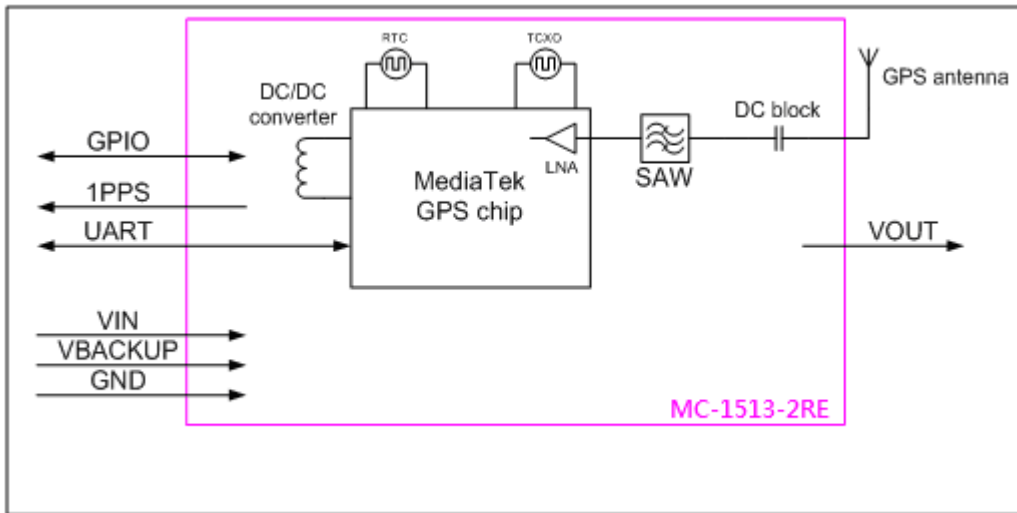 RTC
TCXO
GPS antenna
DC/DC
converter
DC block
GPIO
LNA
SAW
MediaTek
GPS chip
1PPS
UART
VOUT
VIN
VBACKUP
GND
MC-1513-2RE